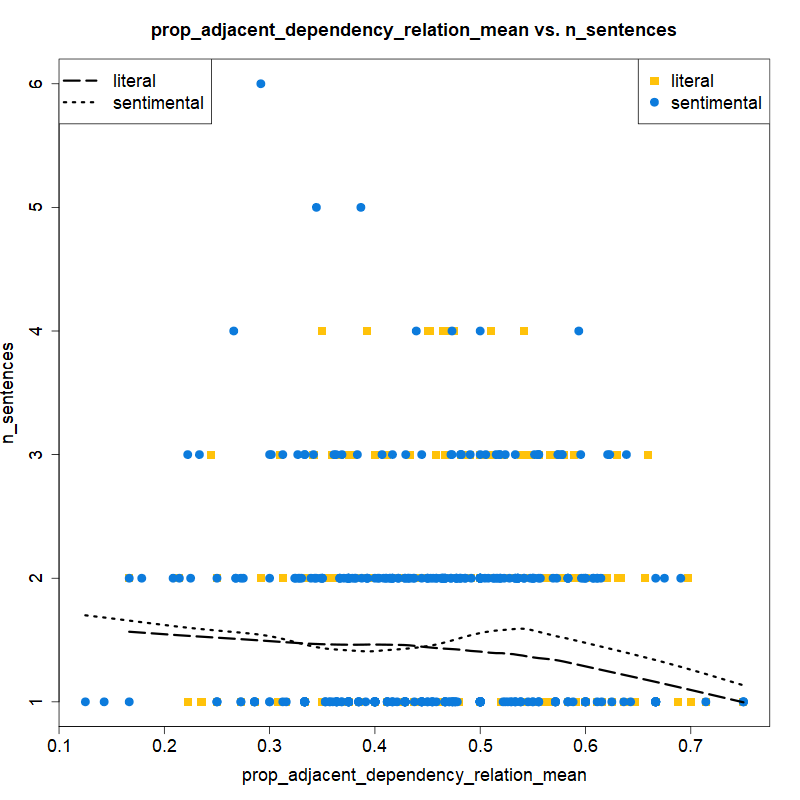 prop_adjacent_dependency_relation_mean vs. n_sentences
literal
sentimental
literal
sentimental
n_sentences
6
5
4
3
2
1
0.1 0.2 0.3 0.4 0.5 0.6 0.7
prop_adjacent_dependency_relation_mean